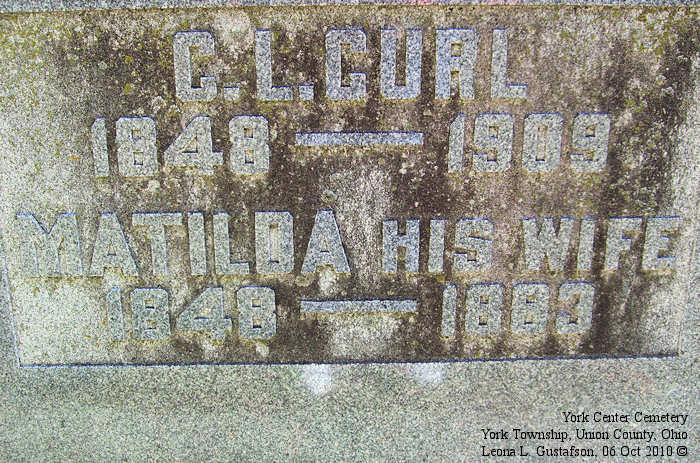 C. L. CURL
1848 — 1909
MATILDA HIS WIFE
1848 — 1889
York Center Cemetery
York Township, Union County, Ohio
Leona L. Gustafson, 06 Oct 2010 ©